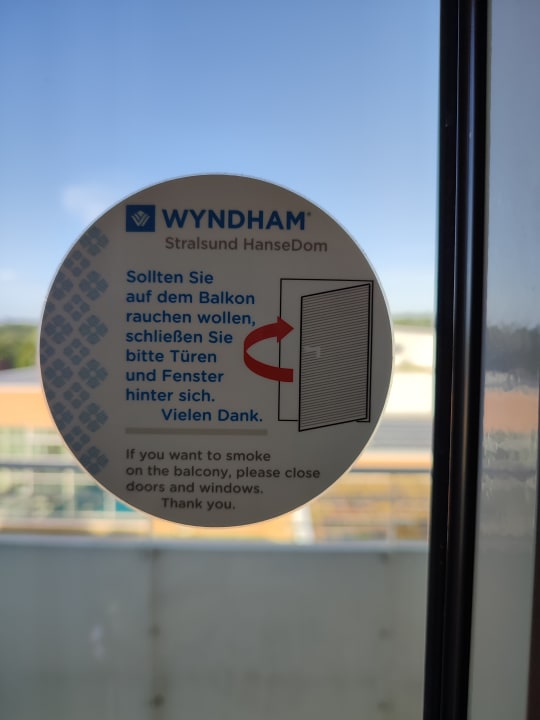 WYNDHAM®
Stralsund HanseDom
Sollten Sie
auf dem Balkon
rauchen wollen,
schließen Sie
bitte Türen
und Fenster
hinter sich.
Vielen Dank.
If you want to smoke
on the balcony, please close
doors and windows.
Thank you.